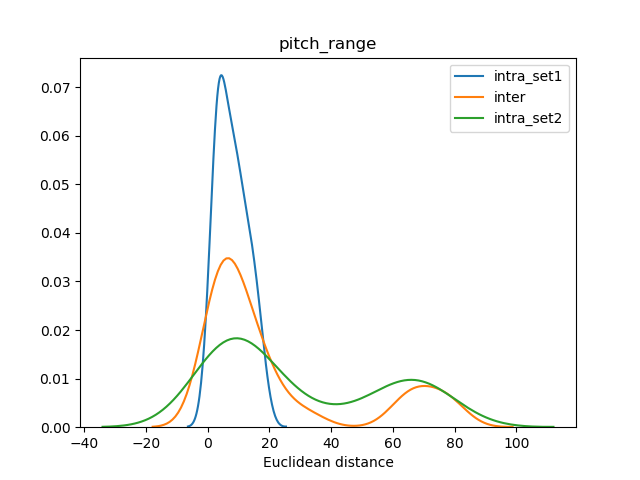 pitch_range
intra_set1
inter
intra_set2
0.07
0.06
0.05
0.04
0.03
0.02
0.01
0.00
−40 −20 0 20 40 60 80 100
Euclidean distance